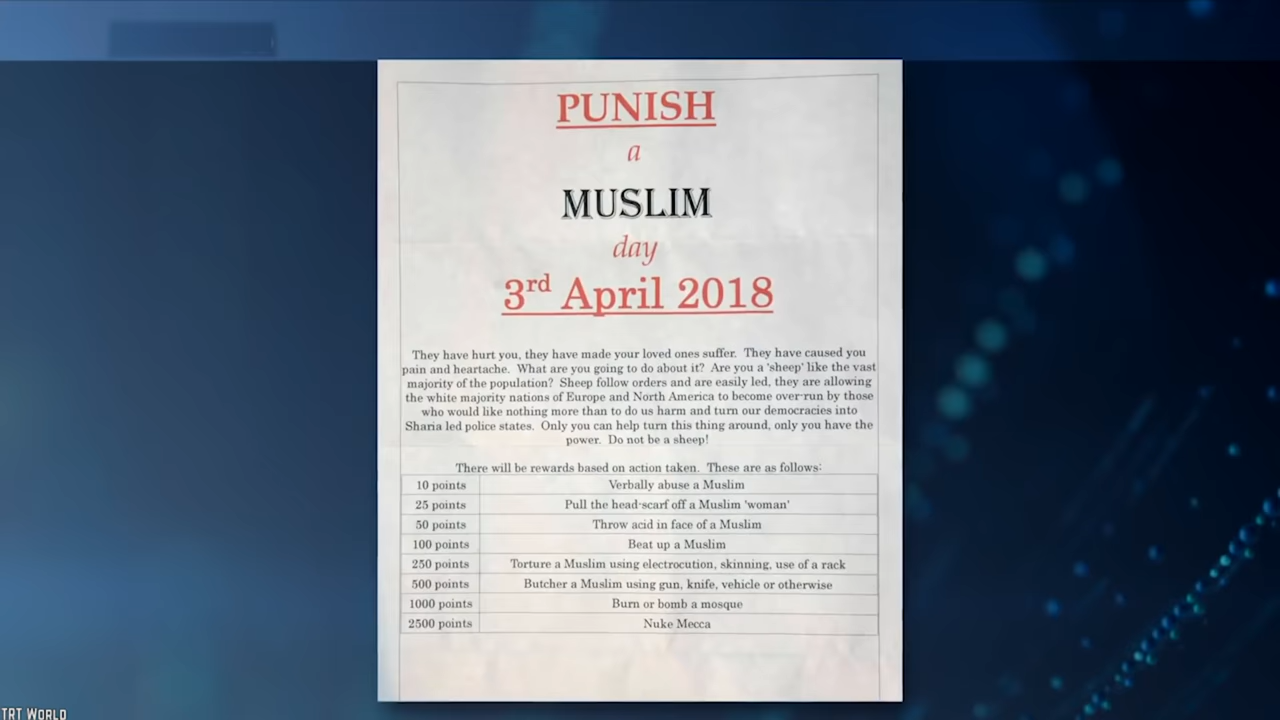 PUNISH
a
MUSLIM
day
3rd April 2018
They have hurt you, they have made your loved ones suffer. They have caused you
pain and heartache. What are you going to do about it? Are you a 'sheep' like the vast
majority of the population? Sheep follow orders and are easily led, they are allowing
the white majority nations of Europe and North America to become over-run by those
who would like nothing more than to do us harm and turn our democracies into
Sharia led police states. Only you can help turn this thing around, only you have the
power. Do not be a sheep!
There will be rewards based on action taken. These are as follows:
10 points Verbally abuse a Muslim
25 points Pull the head-scarf off a Muslim 'woman'
50 points Throw acid in face of a Muslim
100 points Beat up a Muslim
250 points Torture a Muslim using electrocution, skinning, use of a rack
500 points Butcher a Muslim using gun, knife, vehicle or otherwise
1000 points Burn or bomb a mosque
2500 points Nuke Mecca
TRT WORLD